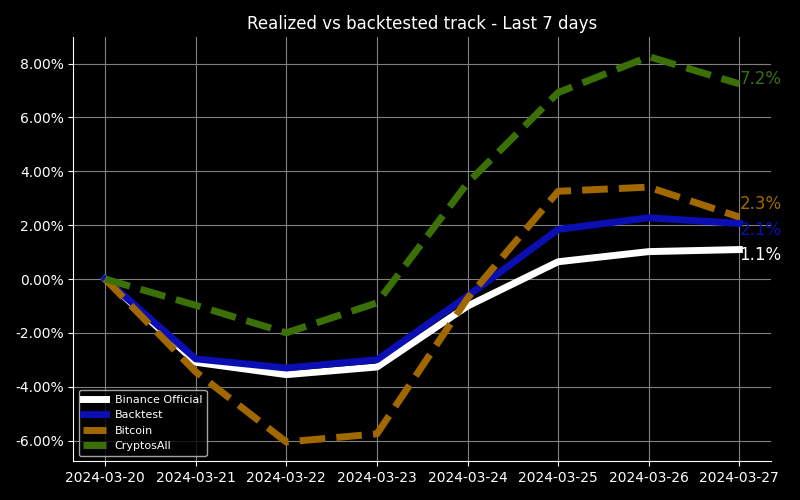 Realized vs backtested track - Last 7 days
8.00%
6.00%
4.00%
2.00%
0.00%
-2.00%
-4.00%
-6.00%
7.2%
2.3%
2.1%
1.1%
Binance Official
Backtest
Bitcoin
CryptosAll
2024-03-20 2024-03-21 2024-03-22 2024-03-23 2024-03-24 2024-03-25 2024-03-26 2024-03-27